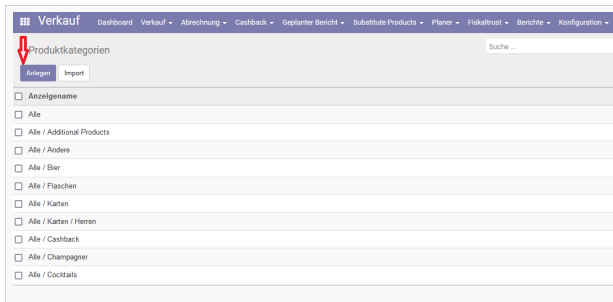 Verkauf Dashboard Verkauf Abrechnung Cashback Geplanter Bericht Substitute Products Planer Fiskaltrust Berichte Konfiguration
Produktkategorien Suche ...
Anlegen Import
Anzeigename
Alle
Alle / Additional Products
Alle / Andere
Alle / Bier
Alle / Flaschen
Alle / Karten
Alle / Karten / Herren
Alle / Cashback
Alle / Champagner
Alle / Cocktails